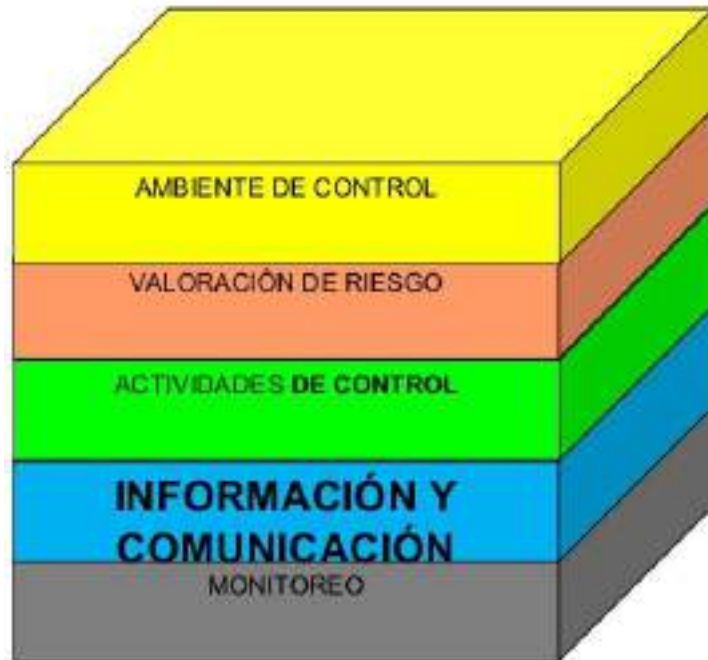 AMBIENTE DE CONTROL
VALORACIÓN DE RIESGO
ACTIVIDADES DE CONTROL
INFORMACIÓN Y
COMUNICACIÓN
MONITOREO